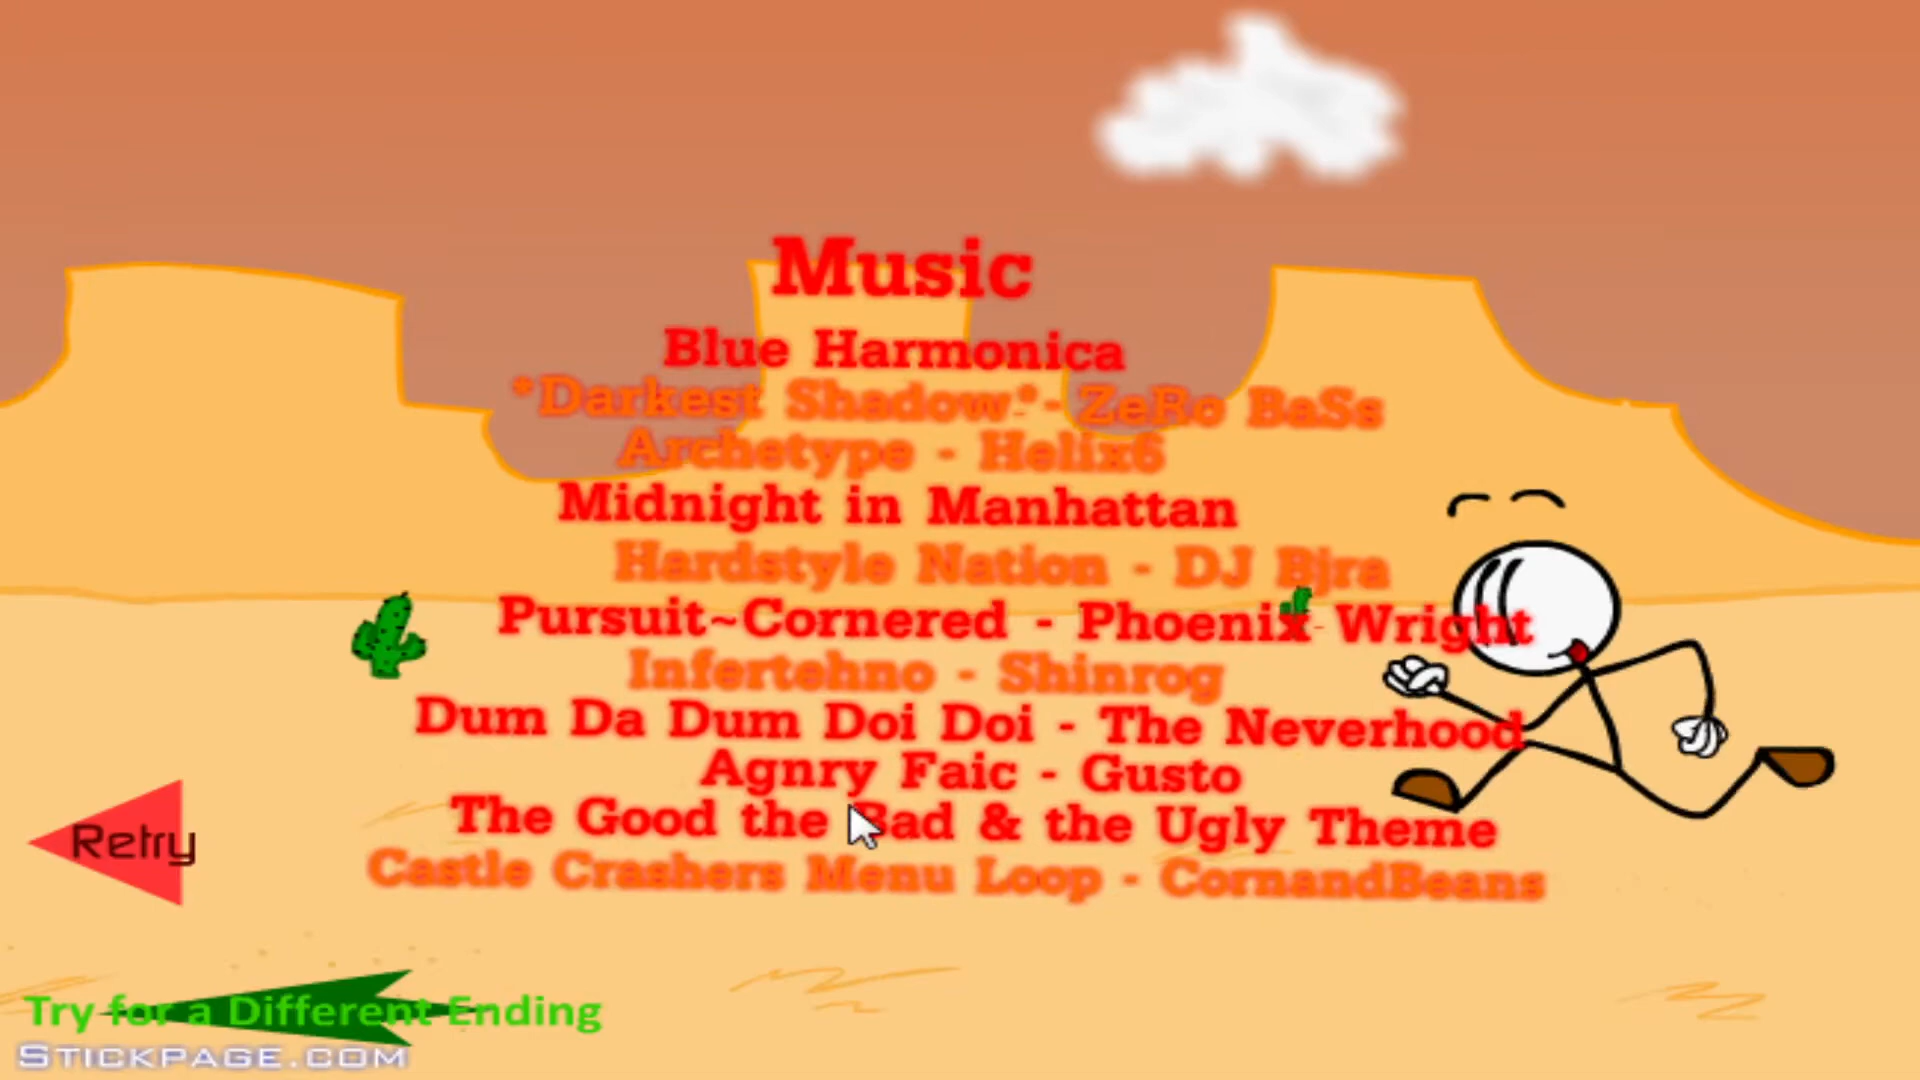 Music
Blue Harmonica
*Darkest Shadow*- ZeRo BaSs
Archetype - Helix6
Midnight in Manhattan
Hardstyle Nation - DJ Bjra
Pursuit~Cornered - Phoenix Wright
Infertehno - Shinrog
Dum Da Dum Doi Doi - The Neverhood
Agnry Faic - Gusto
The Good the Bad & the Ugly Theme
Castle Crashers Menu Loop - CornandBeans
Retry
Try for a Different Ending
STICKPAGE.COM